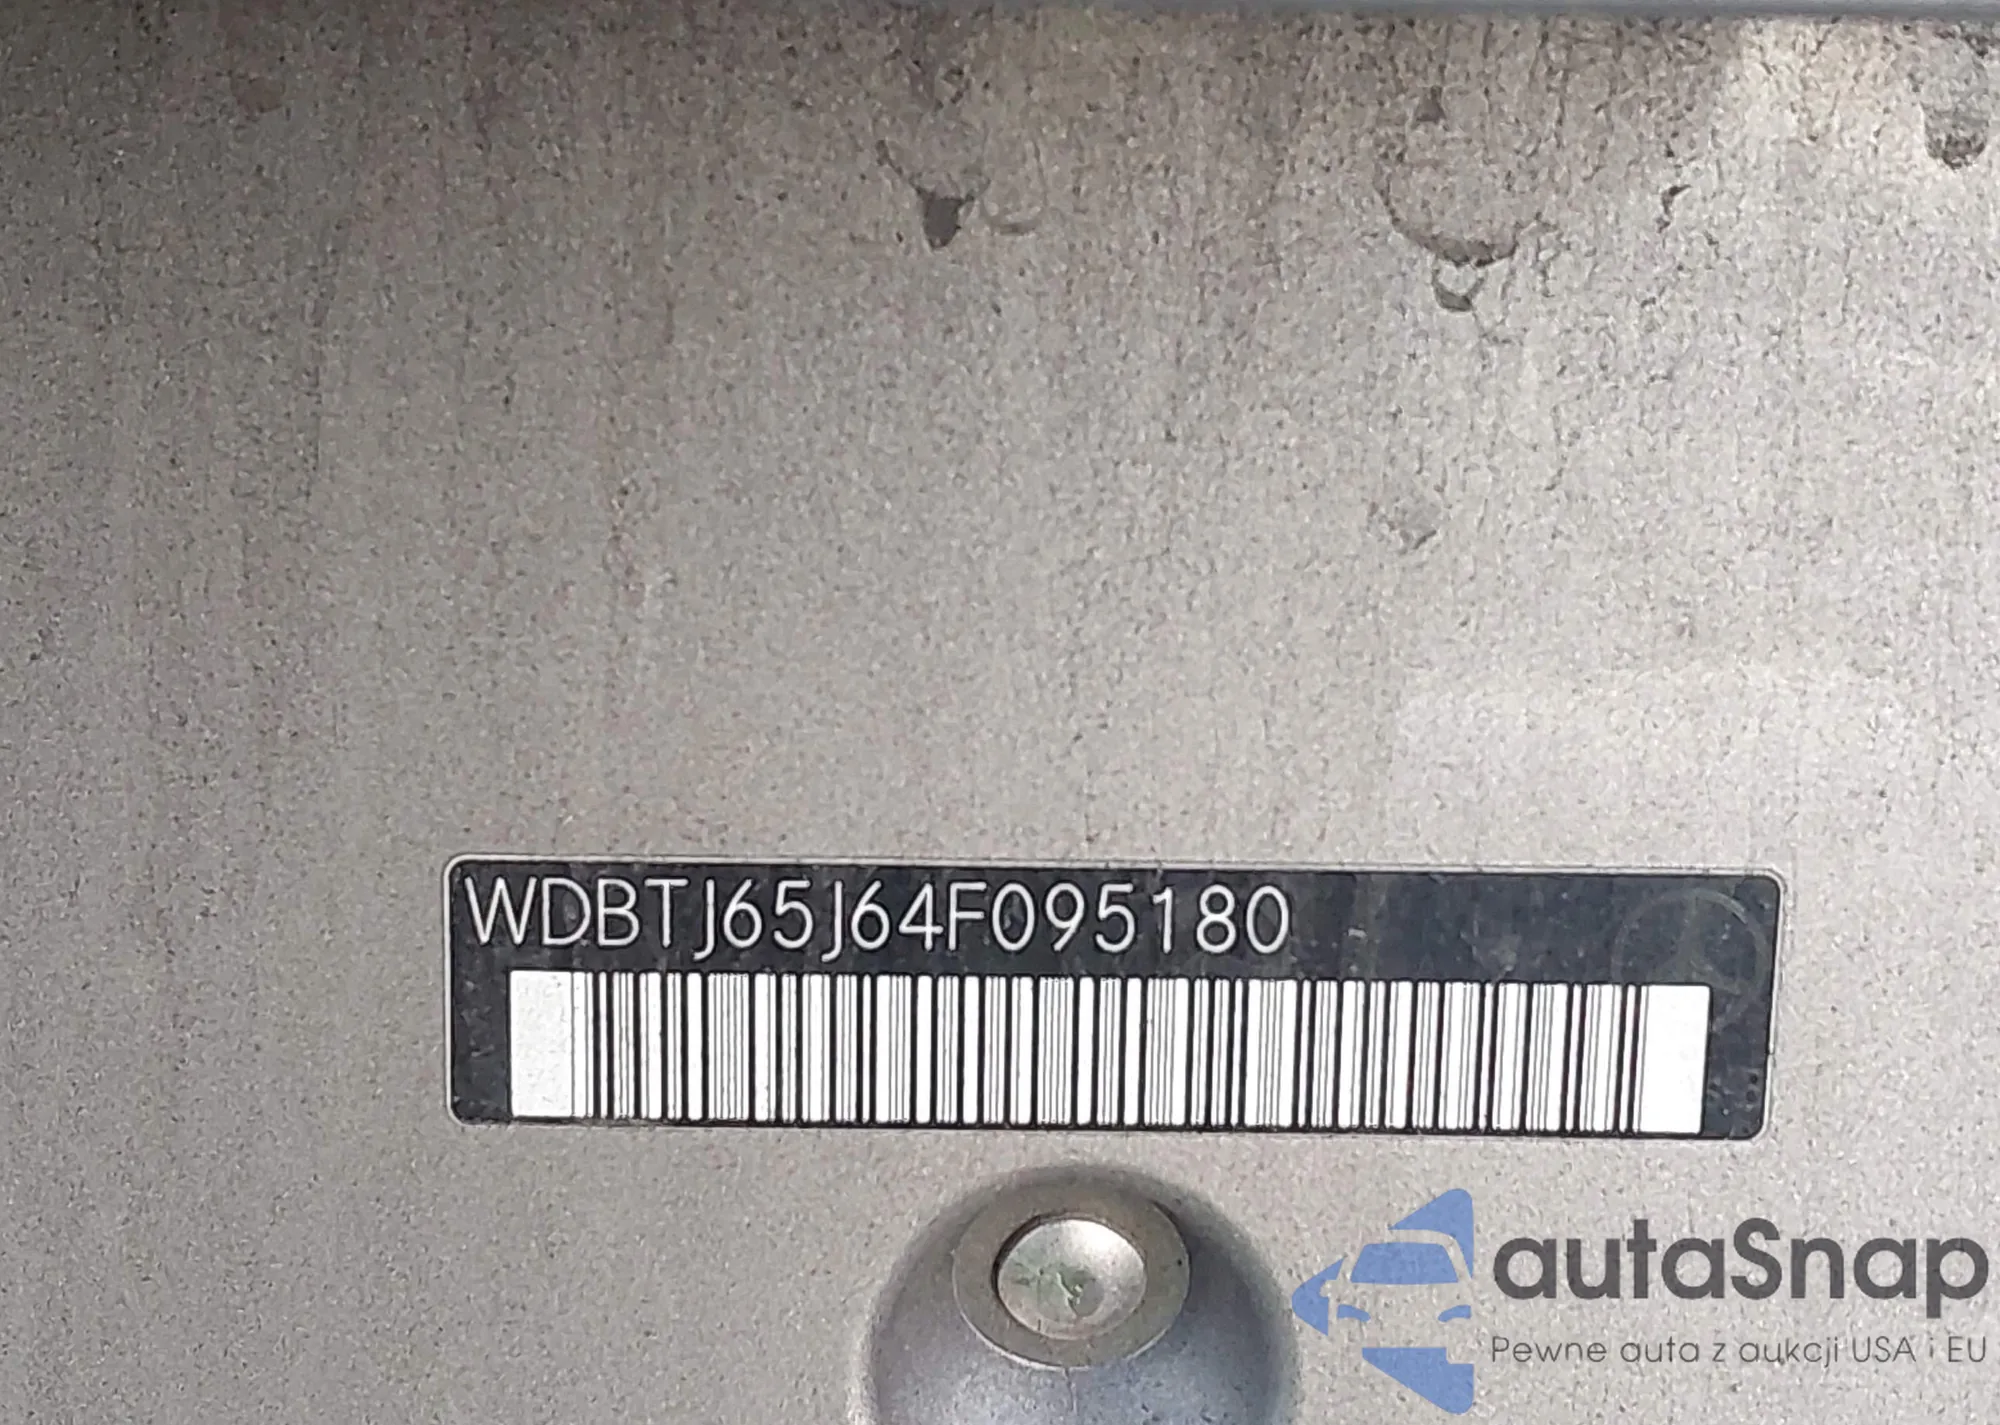 WDBTJ65J64F095180
autaSnap
Pewne auta z aukcji USA i EU